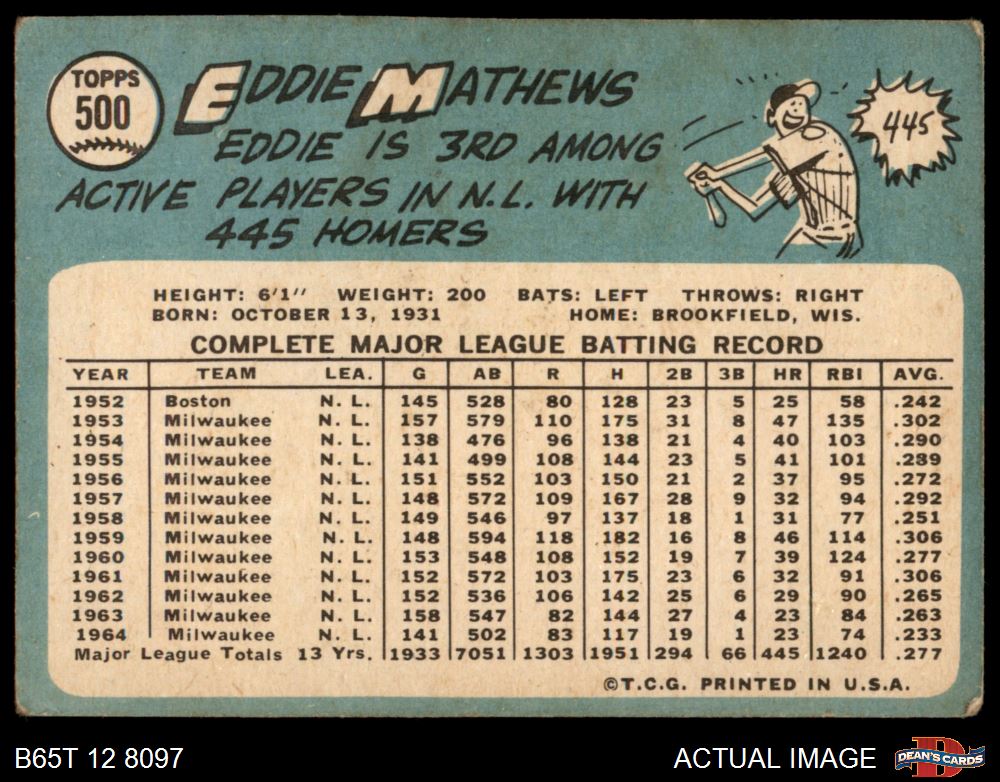 TOPPS
500
EDDIE MATHEWS
EDDIE IS 3RD AMONG
ACTIVE PLAYERS IN N.L. WITH
445 HOMERS
445
HEIGHT: 6'1" WEIGHT: 200 BATS: LEFT THROWS: RIGHT
BORN: OCTOBER 13, 1931 HOME: BROOKFIELD, WIS.
COMPLETE MAJOR LEAGUE BATTING RECORD
YEAR TEAM LEA. G AB R H 2B 3B HR RBI AVG.
1952 Boston N. L. 145 528 80 128 23 5 25 58 .242
1953 Milwaukee N. L. 157 579 110 175 31 8 47 135 .302
1954 Milwaukee N. L. 138 476 96 138 21 4 40 103 .290
1955 Milwaukee N. L. 141 499 108 144 23 5 41 101 .289
1956 Milwaukee N. L. 151 552 103 150 21 2 37 95 .272
1957 Milwaukee N. L. 148 572 109 167 28 9 32 94 .292
1958 Milwaukee N. L. 149 546 97 137 18 1 31 77 .251
1959 Milwaukee N. L. 148 594 118 182 16 8 46 114 .306
1960 Milwaukee N. L. 153 548 108 152 19 7 39 124 .277
1961 Milwaukee N. L. 152 572 103 175 23 6 32 91 .306
1962 Milwaukee N. L. 152 536 106 142 25 6 29 90 .265
1963 Milwaukee N. L. 158 547 82 144 27 4 23 84 .263
1964 Milwaukee N. L. 141 502 83 117 19 1 23 74 .233
Major League Totals 13 Yrs. 1933 7051 1303 1951 294 66 445 1240 .277
©T.C.G. PRINTED IN U.S.A.
B65T 12 8097
ACTUAL IMAGE
D
DEAN'S CARDS